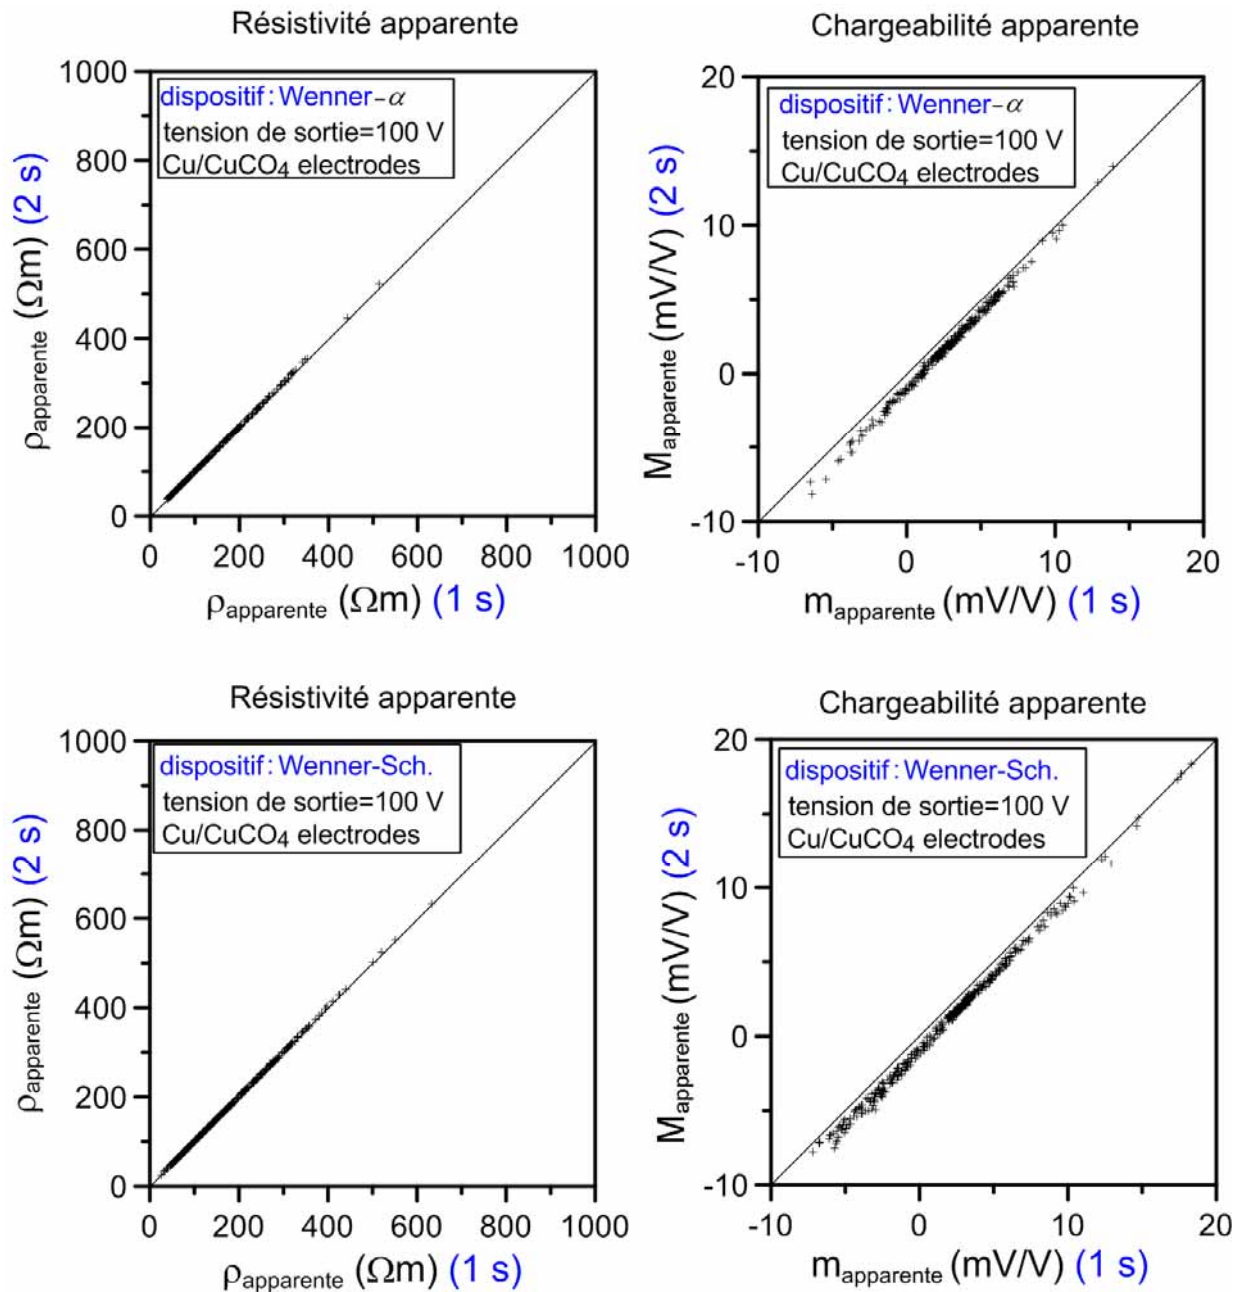 Résistivité apparente
1000
800
600
400
200
0
ρapparente (Ωm) (2 s)
dispositif: Wenner-α
tension de sortie=100 V
Cu/CuCO4 electrodes
0 200 400 600 800 1000
ρapparente (Ωm) (1 s)
Chargeabilité apparente
20
10
0
-10
Mapparente (mV/V) (2 s)
dispositif: Wenner-α
tension de sortie=100 V
Cu/CuCO4 electrodes
-10 0 10 20
mapparente (mV/V) (1 s)
Résistivité apparente
1000
800
600
400
200
0
ρapparente (Ωm) (2 s)
dispositif: Wenner-Sch.
tension de sortie=100 V
Cu/CuCO4 electrodes
0 200 400 600 800 1000
ρapparente (Ωm) (1 s)
Chargeabilité apparente
20
10
0
-10
Mapparente (mV/V) (2 s)
dispositif: Wenner-Sch.
tension de sortie=100 V
Cu/CuCO4 electrodes
-10 0 10 20
mapparente (mV/V) (1 s)